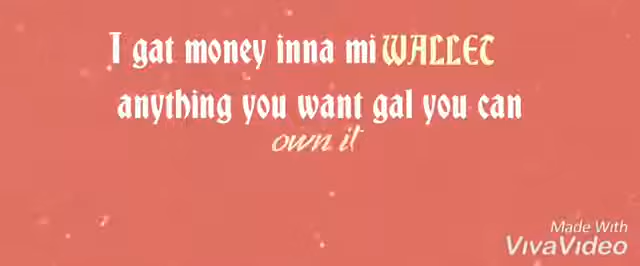 I gat money inna mi WALLET
anything you want gal you can
own it
Made With
VivaVideo